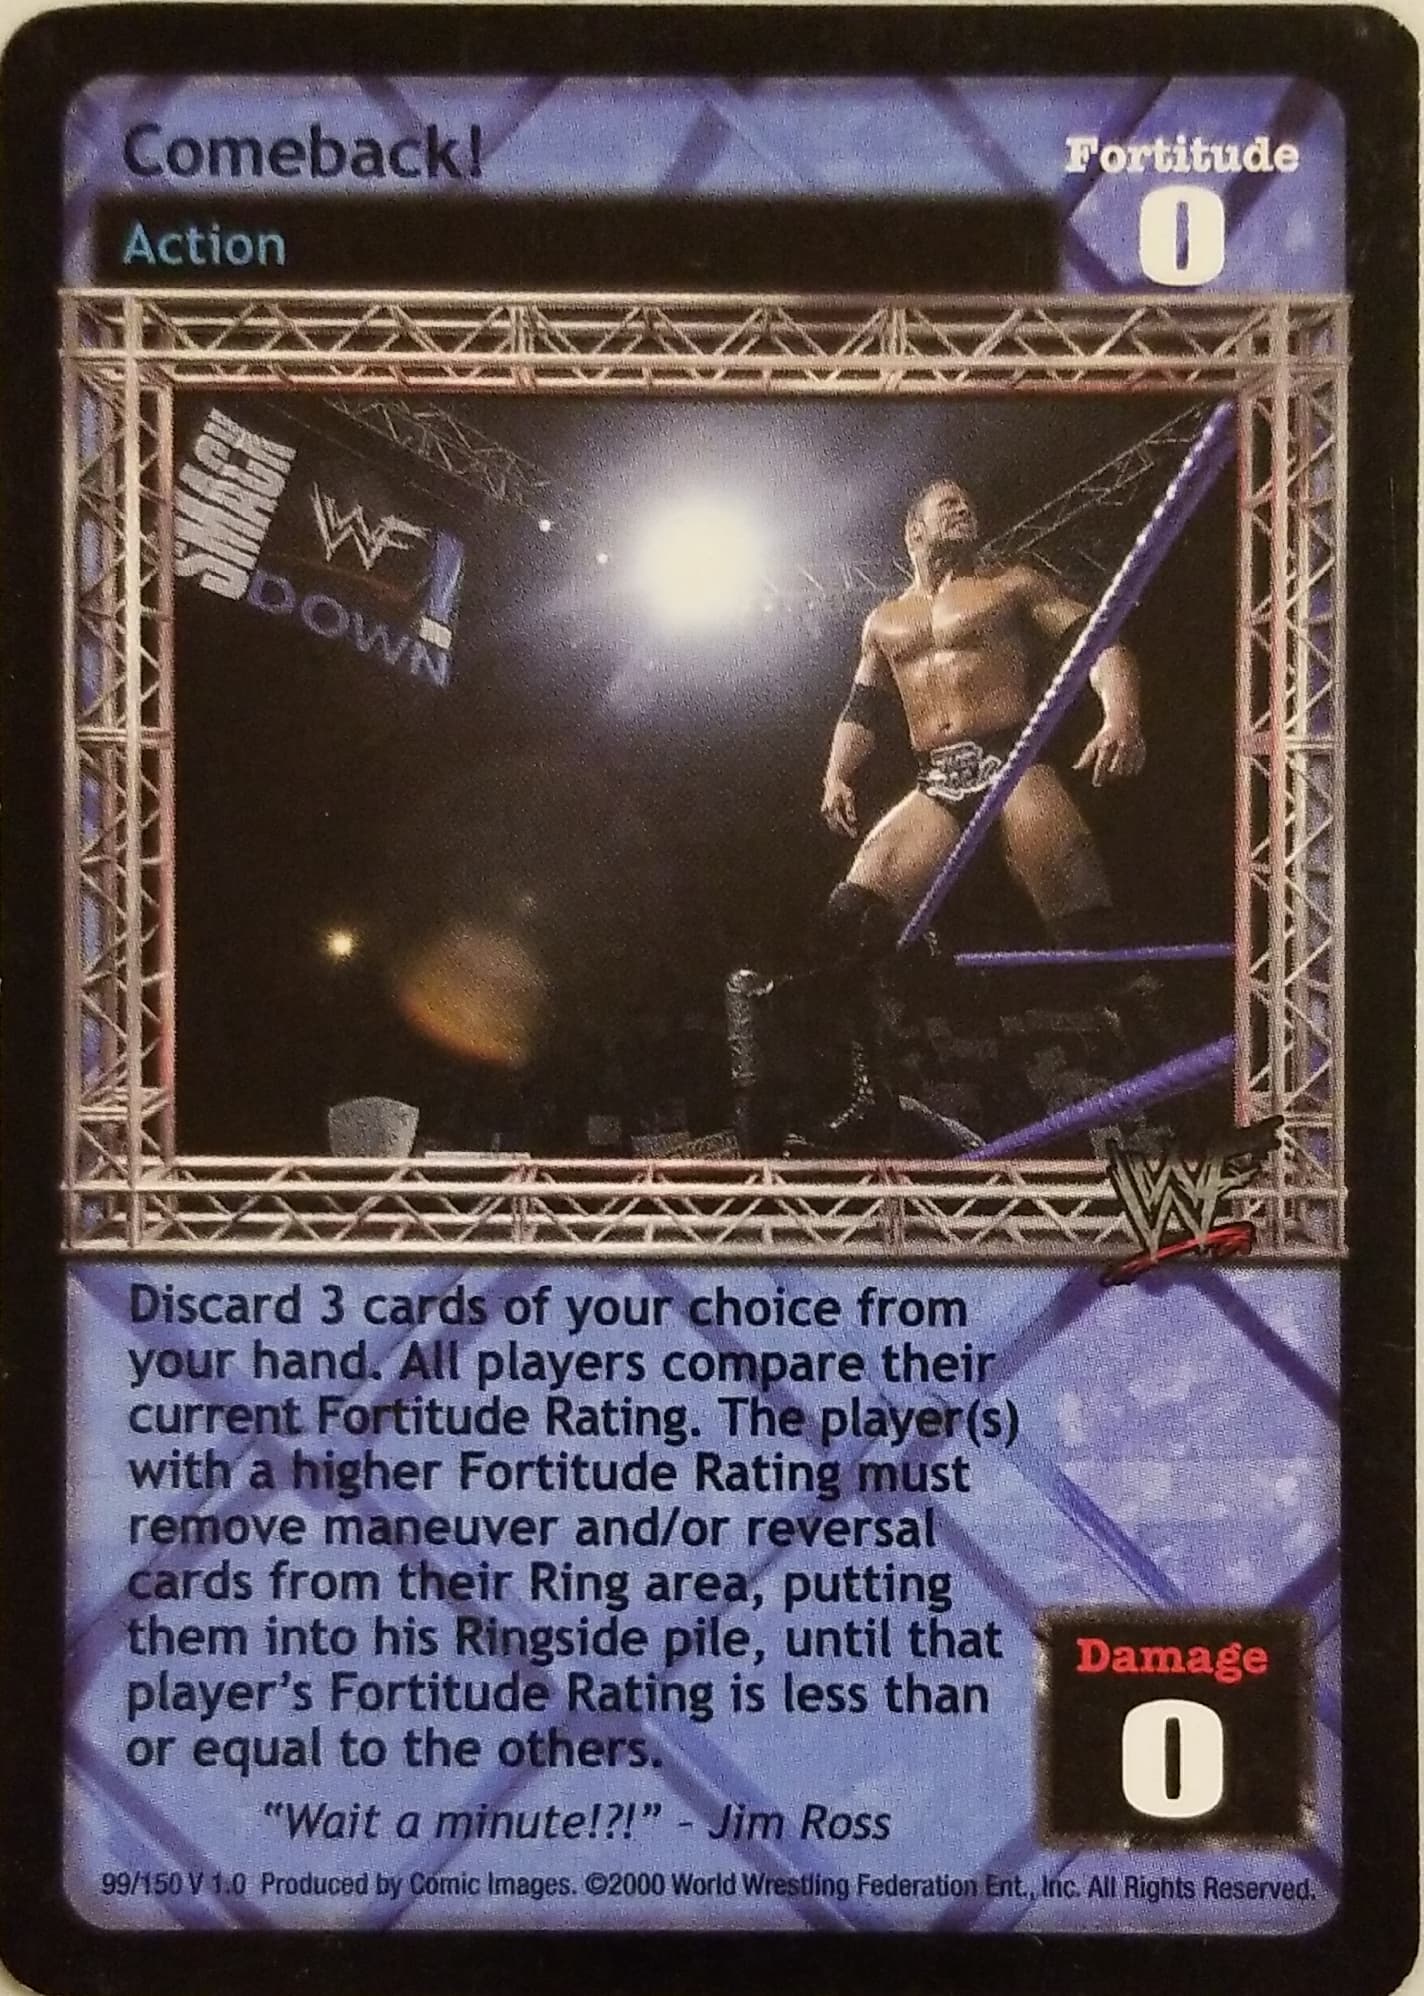 Comeback!
Fortitude
0
Action
SMACK
WF
DOWN!
WF
Discard 3 cards of your choice from
your hand. All players compare their
current Fortitude Rating. The player(s)
with a higher Fortitude Rating must
remove maneuver and/or reversal
cards from their Ring area, putting
them into his Ringside pile, until that
player's Fortitude Rating is less than
or equal to the others.
Damage
0
"Wait a minute!?!" - Jim Ross
99/150 V 1.0 Produced by Comic Images. ©2000 World Wrestling Federation Ent., Inc. All Rights Reserved.